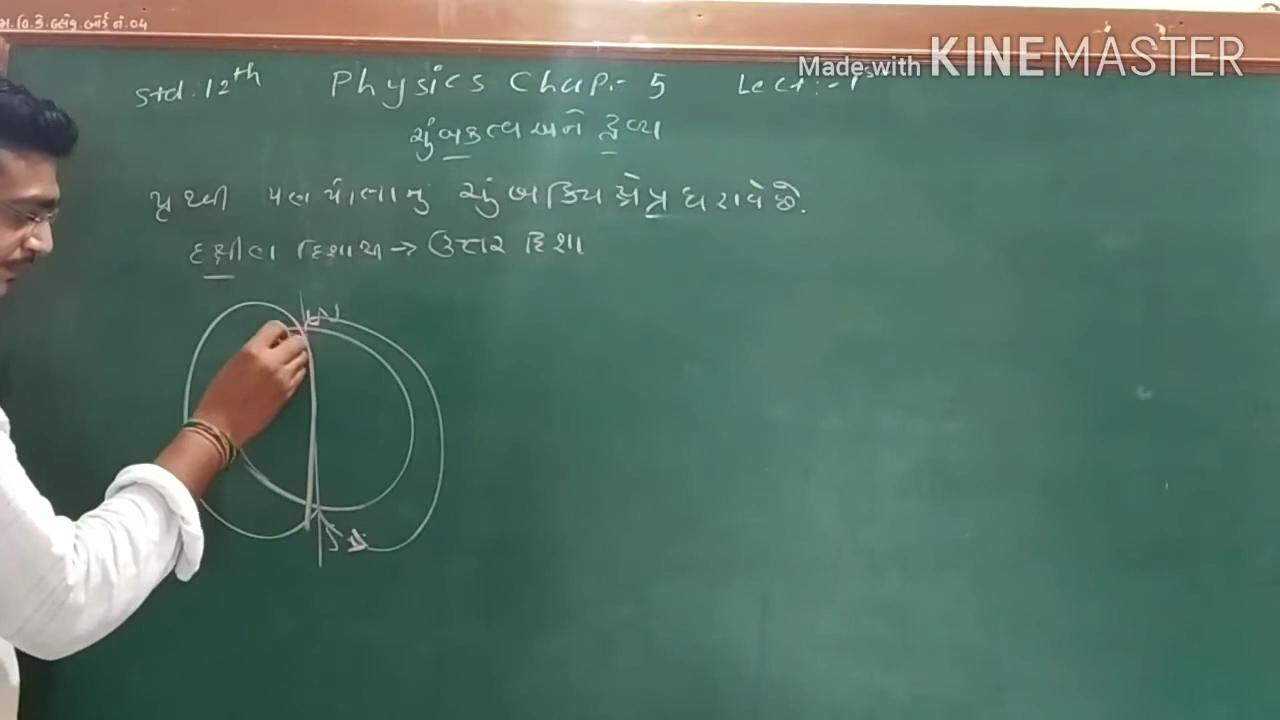 મ. વિ. કે. બ્લેક બોર્ડ નં. 04
Made with KINEMASTER
Std. 12th Physics Chap:- 5 Lect:- 1
ચુંબકત્વ અને દ્રવ્ય
પૃથ્વી પણ પોતાનુ ચુંબકિય ક્ષેત્ર ધરાવે છે.
દક્ષીણ દિશાથી → ઉત્તર દિશા
N
S